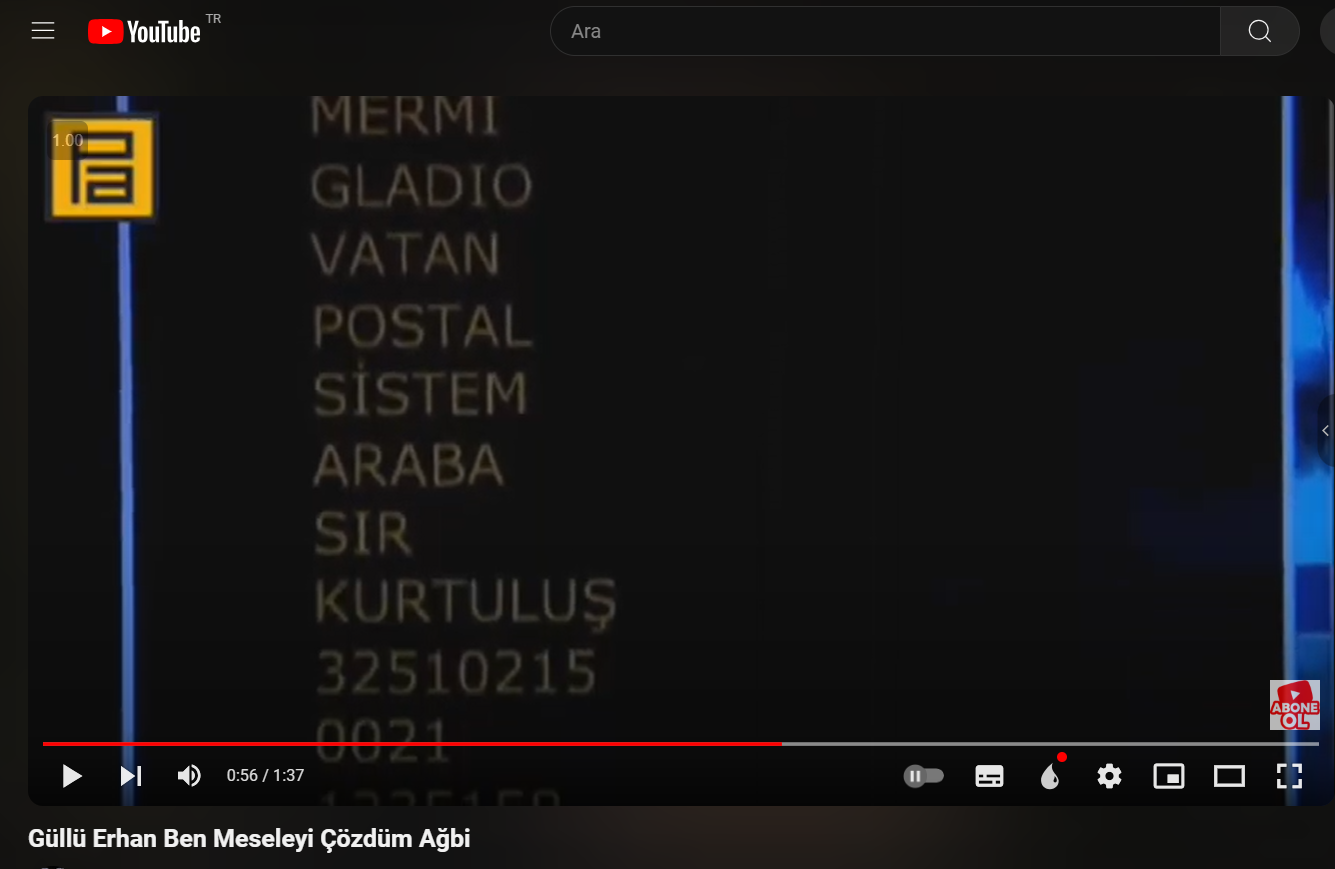 YouTube TR
Ara
1.00
MERMİ
GLADIO
VATAN
POSTAL
SİSTEM
ARABA
SIR
KURTULUŞ
32510215
0021
ABONE
OL
0:56 / 1:37
Güllü Erhan Ben Meseleyi Çözdüm Ağbi